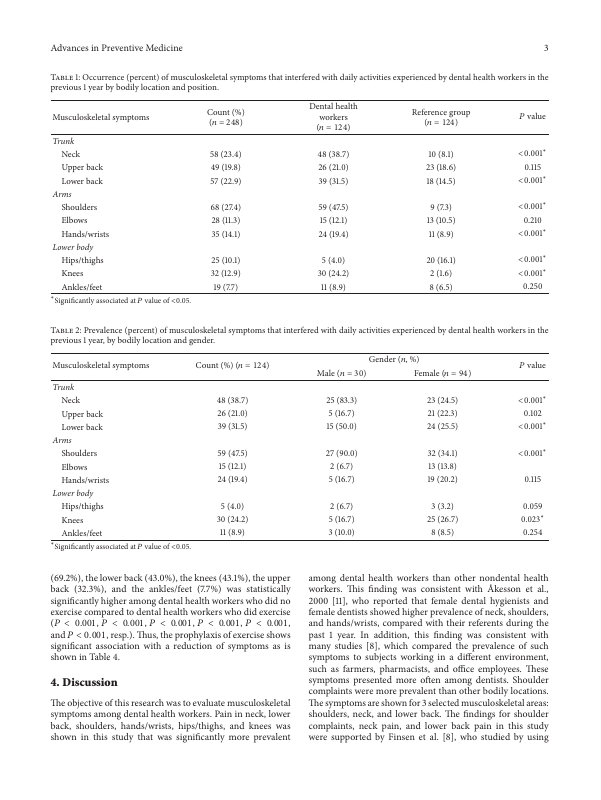 Advances in Preventive Medicine 3
Table 1: Occurrence (percent) of musculoskeletal symptoms that interfered with daily activities experienced by dental health workers in the
previous 1 year by bodily location and position.
Musculoskeletal symptoms Count (%) (n = 248) Dental health workers (n = 124) Reference group (n = 124) P value
Trunk
Neck 58 (23.4) 48 (38.7) 10 (8.1) <0.001*
Upper back 49 (19.8) 26 (21.0) 23 (18.6) 0.115
Lower back 57 (22.9) 39 (31.5) 18 (14.5) <0.001*
Arms
Shoulders 68 (27.4) 59 (47.5) 9 (7.3) <0.001*
Elbows 28 (11.3) 15 (12.1) 13 (10.5) 0.210
Hands/wrists 35 (14.1) 24 (19.4) 11 (8.9) <0.001*
Lower body
Hips/thighs 25 (10.1) 5 (4.0) 20 (16.1) <0.001*
Knees 32 (12.9) 30 (24.2) 2 (1.6) <0.001*
Ankles/feet 19 (7.7) 11 (8.9) 8 (6.5) 0.250
*Significantly associated at P value of <0.05.
Table 2: Prevalence (percent) of musculoskeletal symptoms that interfered with daily activities experienced by dental health workers in the
previous 1 year, by bodily location and gender.
Musculoskeletal symptoms Count (%) (n = 124) Gender (n, %) P value
Male (n = 30) Female (n = 94)
Trunk
Neck 48 (38.7) 25 (83.3) 23 (24.5) <0.001*
Upper back 26 (21.0) 5 (16.7) 21 (22.3) 0.102
Lower back 39 (31.5) 15 (50.0) 24 (25.5) <0.001*
Arms
Shoulders 59 (47.5) 27 (90.0) 32 (34.1) <0.001*
Elbows 15 (12.1) 2 (6.7) 13 (13.8)
Hands/wrists 24 (19.4) 5 (16.7) 19 (20.2) 0.115
Lower body
Hips/thighs 5 (4.0) 2 (6.7) 3 (3.2) 0.059
Knees 30 (24.2) 5 (16.7) 25 (26.7) 0.023*
Ankles/feet 11 (8.9) 3 (10.0) 8 (8.5) 0.254
*Significantly associated at P value of <0.05.
(69.2%), the lower back (43.0%), the knees (43.1%), the upper
back (32.3%), and the ankles/feet (7.7%) was statistically
significantly higher among dental health workers who did no
exercise compared to dental health workers who did exercise
(P < 0.001, P < 0.001, P < 0.001, P < 0.001, P < 0.001,
and P < 0.001, resp.). Thus, the prophylaxis of exercise shows
significant association with a reduction of symptoms as is
shown in Table 4.
4. Discussion
The objective of this research was to evaluate musculoskeletal
symptoms among dental health workers. Pain in neck, lower
back, shoulders, hands/wrists, hips/thighs, and knees was
shown in this study that was significantly more prevalent
among dental health workers than other nondental health
workers. This finding was consistent with Åkesson et al.,
2000 [11], who reported that female dental hygienists and
female dentists showed higher prevalence of neck, shoulders,
and hands/wrists, compared with their referents during the
past 1 year. In addition, this finding was consistent with
many studies [8], which compared the prevalence of such
symptoms to subjects working in a different environment,
such as farmers, pharmacists, and office employees. These
symptoms presented more often among dentists. Shoulder
complaints were more prevalent than other bodily locations.
The symptoms are shown for 3 selected musculoskeletal areas:
shoulders, neck, and lower back. The findings for shoulder
complaints, neck pain, and lower back pain in this study
were supported by Finsen et al. [8], who studied by using